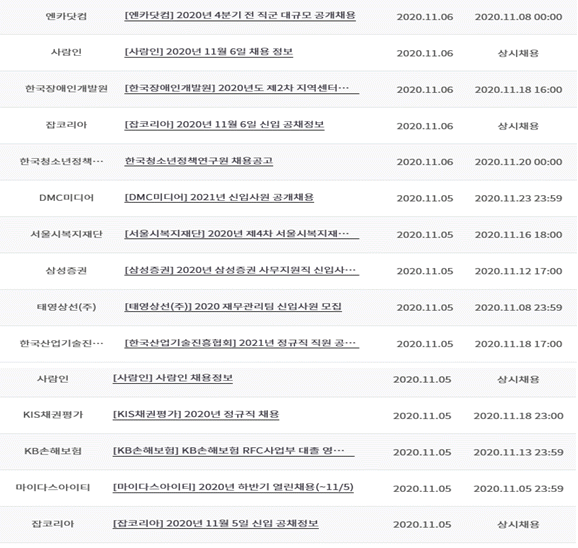 엔카닷컴 [엔카닷컴] 2020년 4분기 전 직군 대규모 공개채용 2020.11.06 2020.11.08 00:00
사람인 [사람인] 2020년 11월 6일 채용 정보 2020.11.06 상시채용
한국장애인개발원 [한국장애인개발원] 2020년도 제2차 지역센터… 2020.11.06 2020.11.18 16:00
잡코리아 [잡코리아] 2020년 11월 6일 신입 공채정보 2020.11.06 상시채용
한국청소년정책… 한국청소년정책연구원 채용공고 2020.11.06 2020.11.20 00:00
DMC미디어 [DMC미디어] 2021년 신입사원 공개채용 2020.11.05 2020.11.23 23:59
서울시복지재단 [서울시복지재단] 2020년 제4차 서울시복지재… 2020.11.05 2020.11.16 18:00
삼성증권 [삼성증권] 2020년 삼성증권 사무지원직 신입사… 2020.11.05 2020.11.12 17:00
태영상선(주) [태영상선(주)] 2020 재무관리팀 신입사원 모집 2020.11.05 2020.11.08 23:59
한국산업기술진… [한국산업기술진흥협회] 2021년 정규직 직원 공… 2020.11.05 2020.11.18 17:00
사람인 [사람인] 사람인 채용정보 2020.11.05 상시채용
KIS채권평가 [KIS채권평가] 2020년 정규직 채용 2020.11.05 2020.11.18 23:00
KB손해보험 [KB손해보험] KB손해보험 RFC사업부 대졸 영… 2020.11.05 2020.11.13 23:59
마이다스아이티 [마이다스아이티] 2020년 하반기 열린채용(~11/5) 2020.11.05 2020.11.05 23:59
잡코리아 [잡코리아] 2020년 11월 5일 신입 공채정보 2020.11.05 상시채용